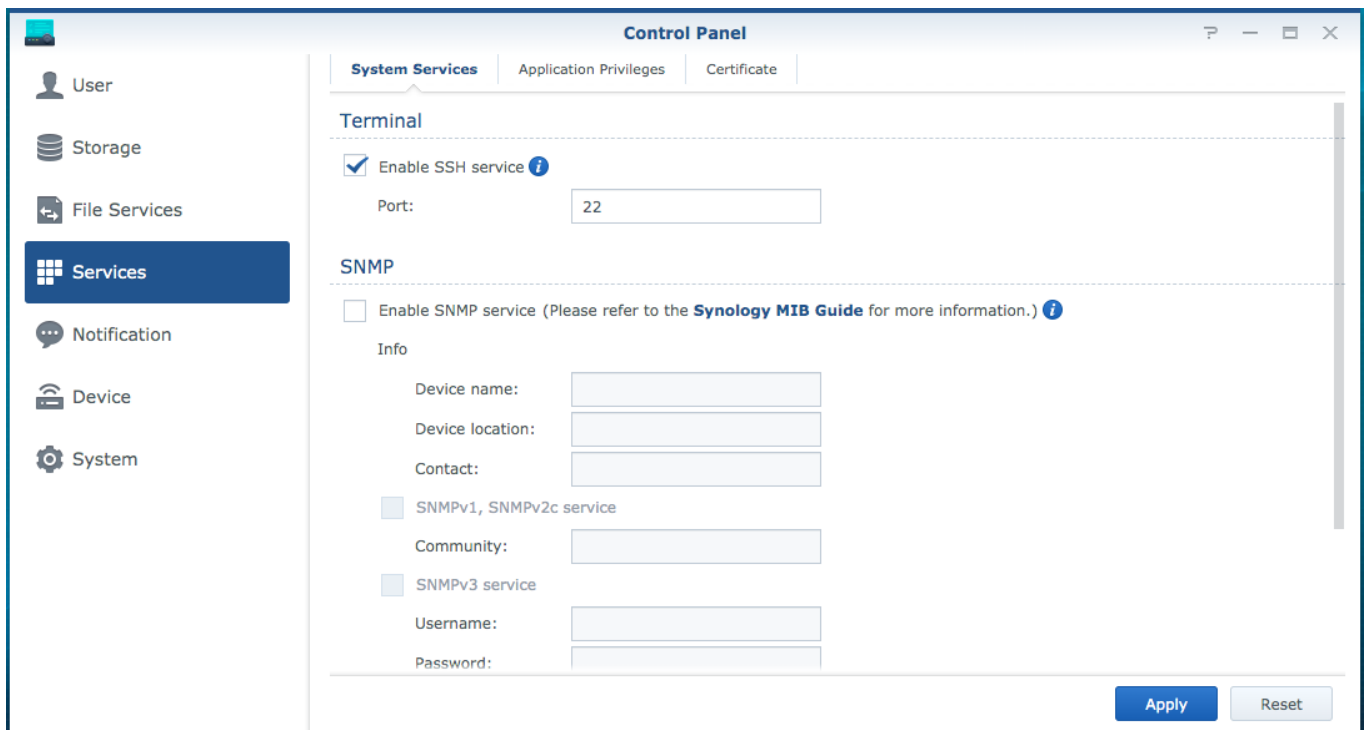 Control Panel
User
Storage
File Services
Services
Notification
Device
System
System Services
Application Privileges
Certificate
Terminal
Enable SSH service
Port: 22
SNMP
Enable SNMP service (Please refer to the Synology MIB Guide for more information.)
Info
Device name:
Device location:
Contact:
SNMPv1, SNMPv2c service
Community:
SNMPv3 service
Username:
Password:
Apply
Reset